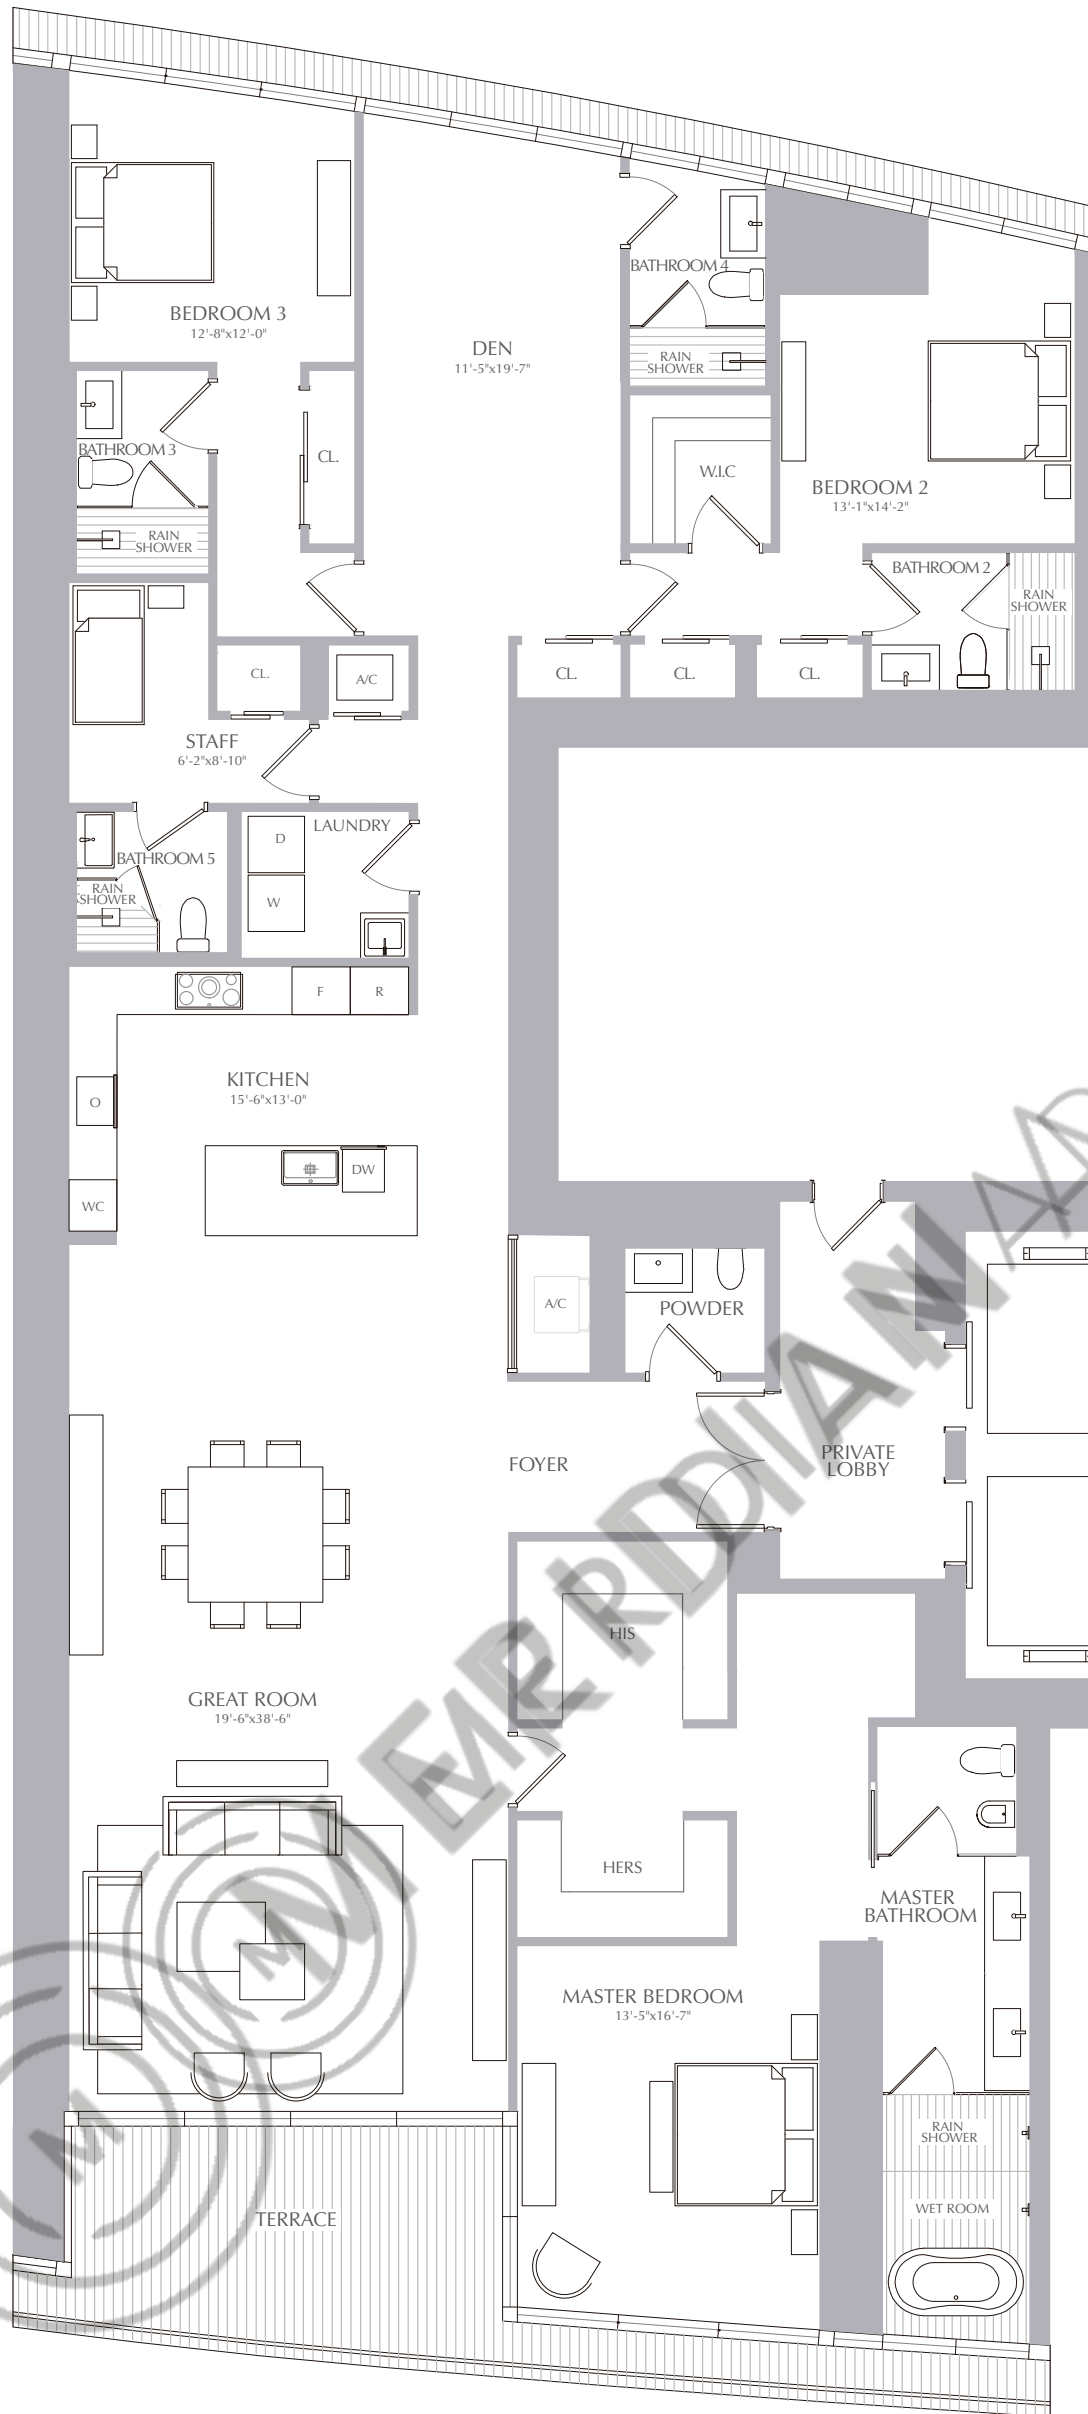 BEDROOM 3
12'-8"x12'-0"
DEN
11'-5"x19'-7"
BATHROOM 4
RAIN
SHOWER
W.I.C
BEDROOM 2
13'-1"x14'-2"
BATHROOM 3
CL.
RAIN
SHOWER
BATHROOM 2
RAIN
SHOWER
CL.
A/C
CL.
CL.
CL.
STAFF
6'-2"x8'-10"
LAUNDRY
D
W
BATHROOM 5
RAIN
SHOWER
F
R
KITCHEN
15'-6"x13'-0"
O
DW
WC
A/C
POWDER
FOYER
PRIVATE
LOBBY
HIS
GREAT ROOM
19'-6"x38'-6"
HERS
MASTER
BATHROOM
MASTER BEDROOM
13'-5"x16'-7"
RAIN
SHOWER
WET ROOM
TERRACE
M
M